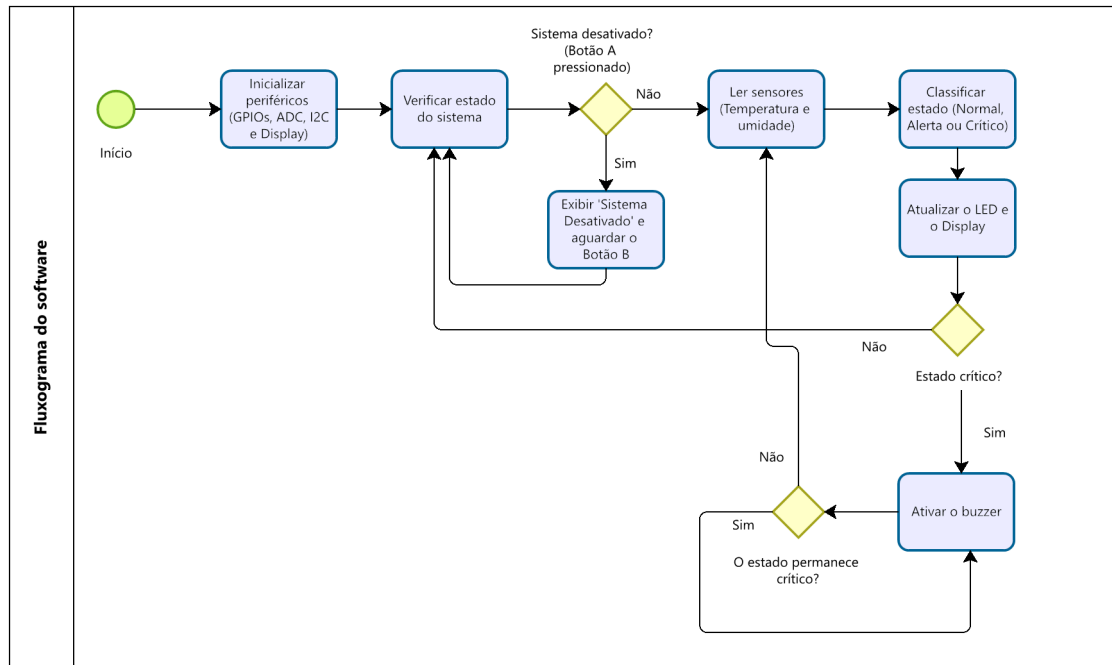 Fluxograma do software
Início
Inicializar
periféricos
(GPIOs, ADC, I2C
e Display)
Verificar estado
do sistema
Sistema desativado?
(Botão A
pressionado)
Não
Sim
Exibir 'Sistema
Desativado' e
aguardar o
Botão B
Ler sensores
(Temperatura e
umidade)
Classificar
estado (Normal,
Alerta ou Crítico)
Atualizar o LED e
o Display
Não
Estado crítico?
Sim
Ativar o buzzer
Não
Sim
O estado permanece
crítico?